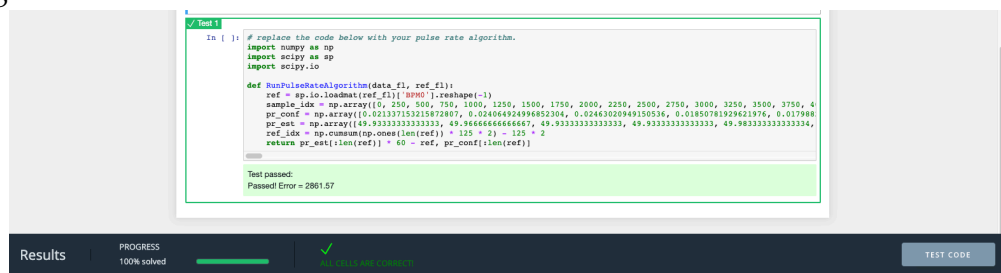 ✓ Test 1
In [ ]: # replace the code below with your pulse rate algorithm.
import numpy as np
import scipy as sp
import scipy.io
def RunPulseRateAlgorithm(data_fl, ref_fl):
ref = sp.io.loadmat(ref_fl)['BPM0'].reshape(-1)
sample_idx = np.array([0, 250, 500, 750, 1000, 1250, 1500, 1750, 2000, 2250, 2500, 2750, 3000, 3250, 3500, 3750, 4
pr_conf = np.array([0.021337153215872807, 0.024064924996852304, 0.02463020949150536, 0.01850781929621976, 0.01798
pr_est = np.array([49.93333333333333, 49.96666666666667, 49.93333333333333, 49.93333333333333, 49.983333333333334,
ref_idx = np.cumsum(np.ones(len(ref)) * 125 * 2) - 125 * 2
return pr_est[:len(ref)] * 60 - ref, pr_conf[:len(ref)]
Test passed:
Passed! Error = 2861.57
Results
PROGRESS
100% solved
ALL CELLS ARE CORRECT!
TEST CODE